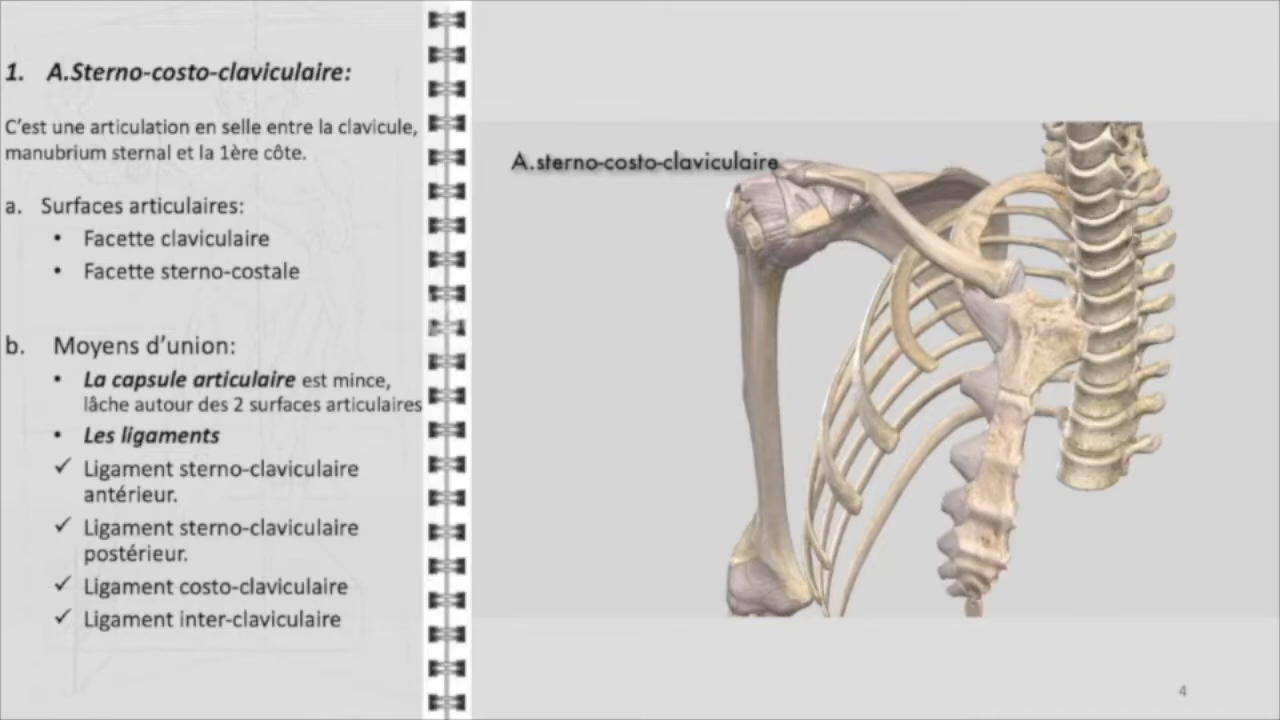 1. A.Sterno-costo-claviculaire:
C'est une articulation en selle entre la clavicule,
manubrium sternal et la 1ère côte.
a. Surfaces articulaires:
• Facette claviculaire
• Facette sterno-costale
b. Moyens d'union:
• La capsule articulaire est mince,
lâche autour des 2 surfaces articulaires
• Les ligaments
✓ Ligament sterno-claviculaire
antérieur.
✓ Ligament sterno-claviculaire
postérieur.
✓ Ligament costo-claviculaire
✓ Ligament inter-claviculaire
A.sterno-costo-claviculaire
4